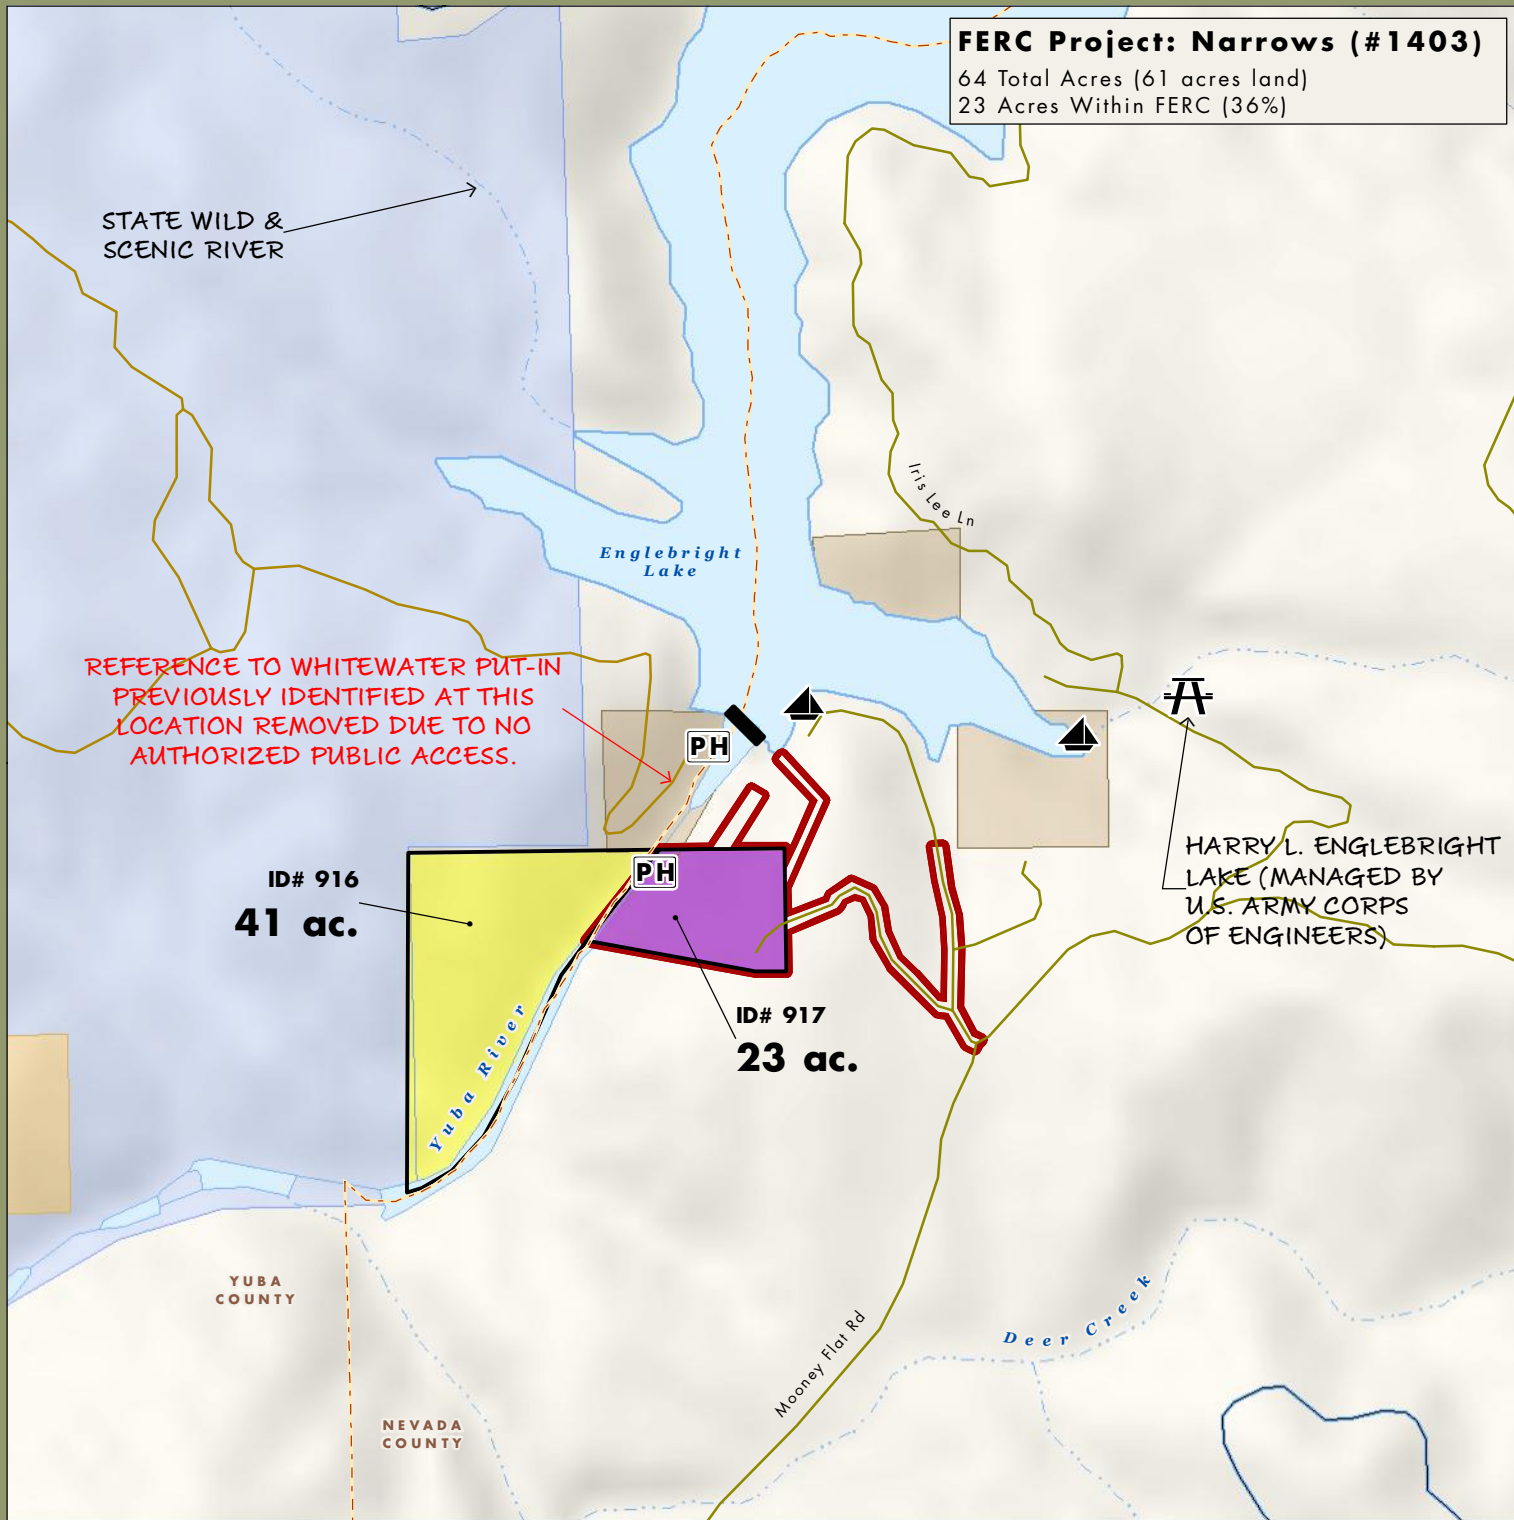 FERC Project: Narrows (#1403)
64 Total Acres (61 acres land)
23 Acres Within FERC (36%)
STATE WILD &
SCENIC RIVER
Iris Lee Ln
Englebright
Lake
REFERENCE TO WHITEWATER PUT-IN
PREVIOUSLY IDENTIFIED AT THIS
LOCATION REMOVED DUE TO NO
AUTHORIZED PUBLIC ACCESS.
PH
HARRY L. ENGLEBRIGHT
LAKE (MANAGED BY
U.S. ARMY CORPS
OF ENGINEERS)
PH
ID# 916
41 ac.
ID# 917
23 ac.
Yuba River
YUBA
COUNTY
Deer Creek
Mooney Flat Rd
NEVADA
COUNTY